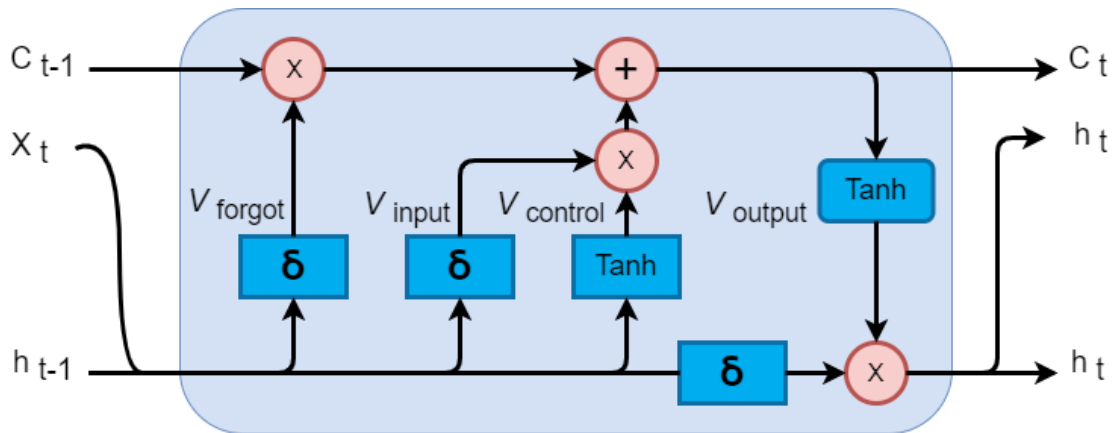 C t-1
X
+
C t
X t
h t
X
Tanh
V forgot
V input
V control
V output
δ
δ
Tanh
h t-1
δ
X
h t